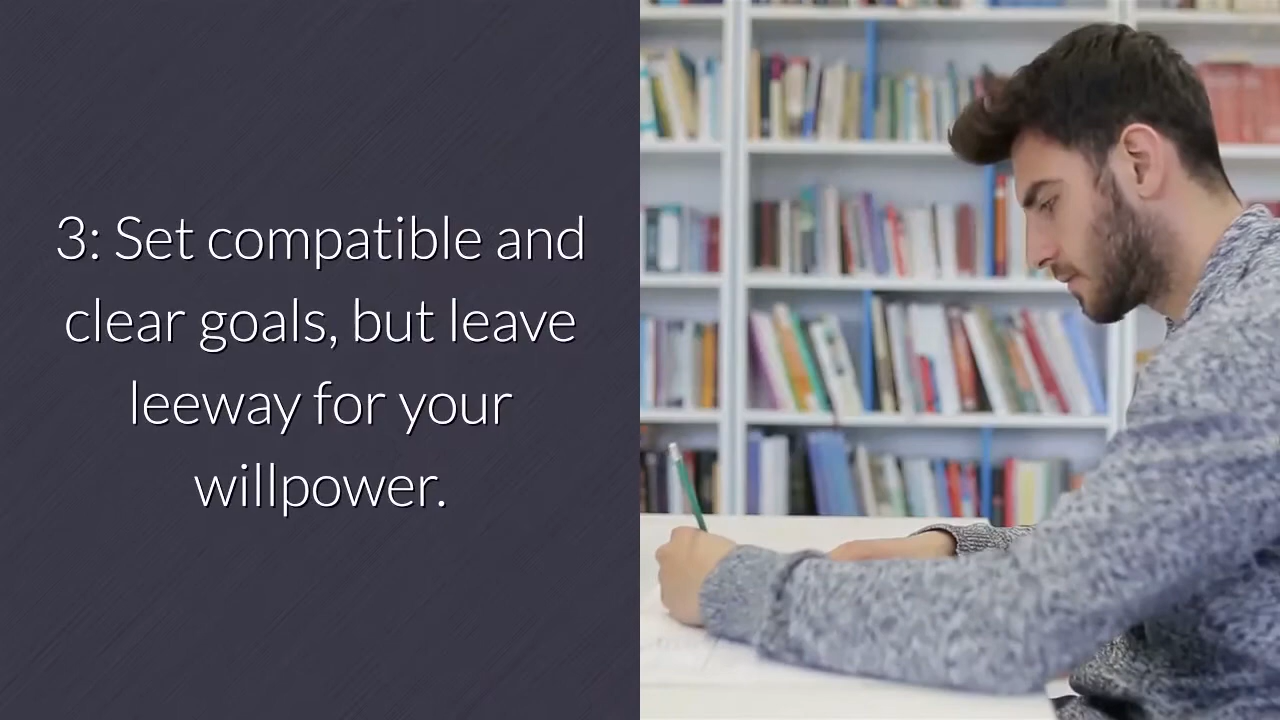 3: Set compatible and
clear goals, but leave
leeway for your
willpower.